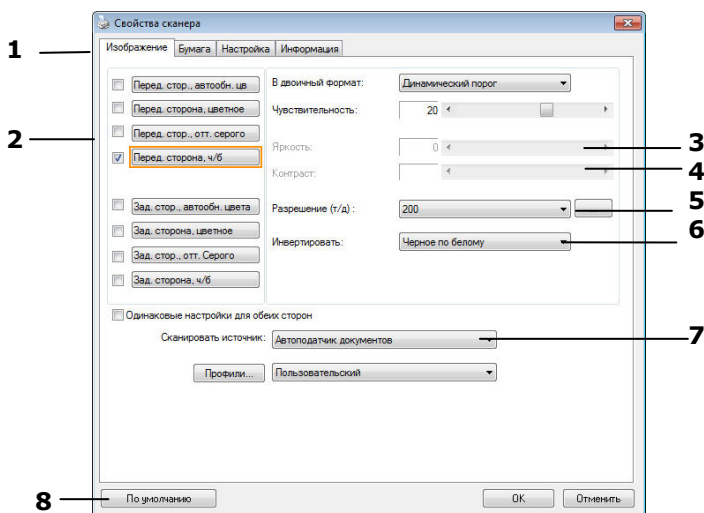 Свойства сканера
1
Изображение Бумага Настройка Информация
Перед. стор., автообн. цв
В двоичный формат: Динамический порог
Перед. сторона, цветное
Чувствительность: 20
2
Перед. стор., отт. серого
Яркость: 0
3
Перед. сторона, ч/б
Контраст:
4
Зад. стор., автообн. цвета
Разрешение (т/д) : 200
5
Зад. сторона, цветное
Инвертировать: Черное по белому
6
Зад. стор., отт. Серого
Зад. сторона, ч/б
Одинаковые настройки для обеих сторон
Сканировать источник: Автоподатчик документов
7
Профили... Пользовательский
8
По умолчанию OK Отменить